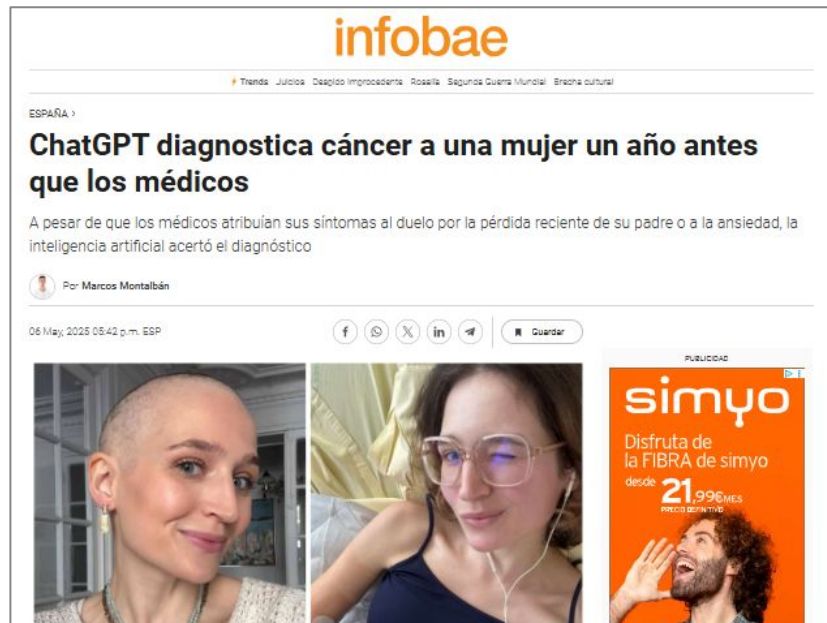 infobae
Trends Juicios Despido improcedente Rosalía Segunda Guerra Mundial Brecha cultural
ESPAÑA >
ChatGPT diagnostica cáncer a una mujer un año antes
que los médicos
A pesar de que los médicos atribuían sus síntomas al duelo por la pérdida reciente de su padre o a la ansiedad, la
inteligencia artificial acertó el diagnóstico
Por Marcos Montalbán
06 May, 2025 05:42 p.m. ESP
Guardar
PUBLICIDAD
simyo
Disfruta de
la FIBRA de simyo
desde
21,99€MES
PRECIO DEFINITIVO